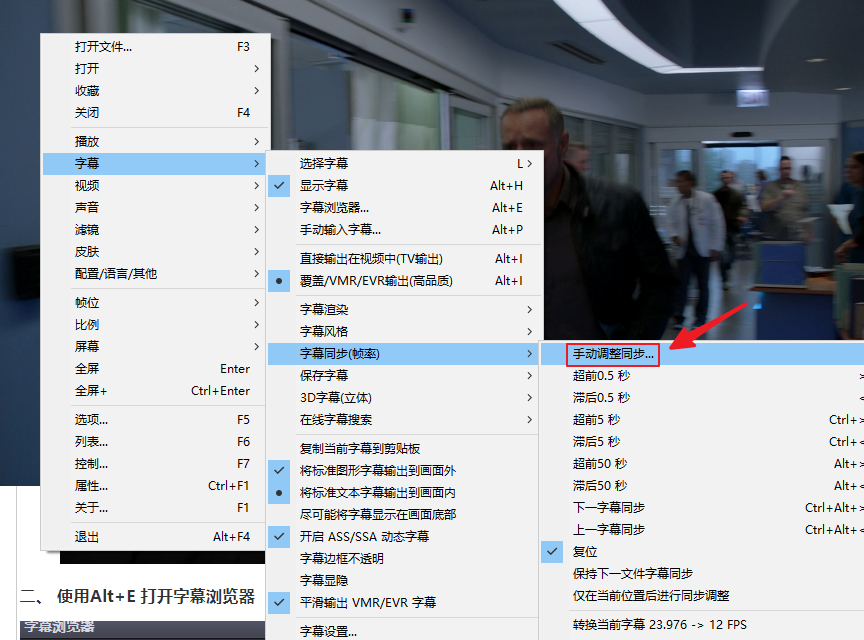 打开文件... F3
打开
收藏
关闭 F4
播放
字幕
视频
声音
滤镜
皮肤
配置/语言/其他
帧位
比例
屏幕
全屏 Enter
全屏+ Ctrl+Enter
选项... F5
列表... F6
控制... F7
属性... Ctrl+F1
关于... F1
退出 Alt+F4
选择字幕 L
显示字幕 Alt+H
字幕浏览器... Alt+E
手动输入字幕... Alt+P
直接输出在视频中(TV输出) Alt+I
覆盖/VMR/EVR输出(高品质) Alt+I
字幕渲染
字幕风格
字幕同步(帧率)
保存字幕
3D字幕(立体)
在线字幕搜索
复制当前字幕到剪贴板
将标准图形字幕输出到画面外
将标准文本字幕输出到画面内
尽可能将字幕显示在画面底部
开启 ASS/SSA 动态字幕
字幕边框不透明
字幕显隐
平滑输出 VMR/EVR 字幕
字幕设置...
手动调整同步...
超前0.5 秒 >
滞后0.5 秒 <
超前5 秒 Ctrl+>
滞后5 秒 Ctrl+<
超前50 秒 Alt+>
滞后50 秒 Alt+<
下一字幕同步 Ctrl+Alt+>
上一字幕同步 Ctrl+Alt+<
复位
保持下一文件字幕同步
仅在当前位置后进行同步调整
转换当前字幕 23.976 -> 12 FPS
二、 使用Alt+E 打开字幕浏览器
字幕浏览器